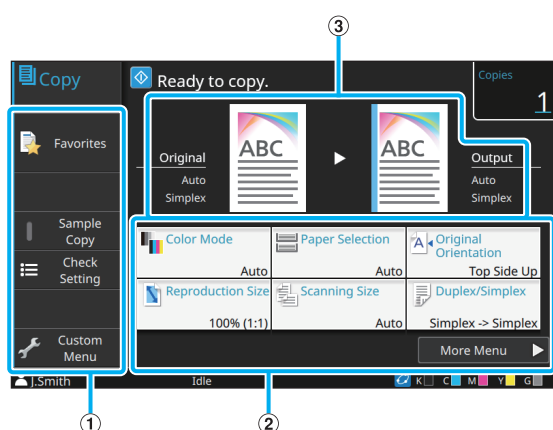 ③
Copy
Ready to copy.
Copies
1
Favorites
Sample
Copy
Check
Setting
Custom
Menu
Original
Auto
Simplex
ABC
ABC
Output
Auto
Simplex
Color Mode
Auto
Paper Selection
Auto
A
Original
Orientation
Top Side Up
Reproduction Size
100% (1:1)
Scanning Size
Auto
Duplex/Simplex
Simplex -> Simplex
More Menu
J.Smith
Idle
K C M Y G
①
②